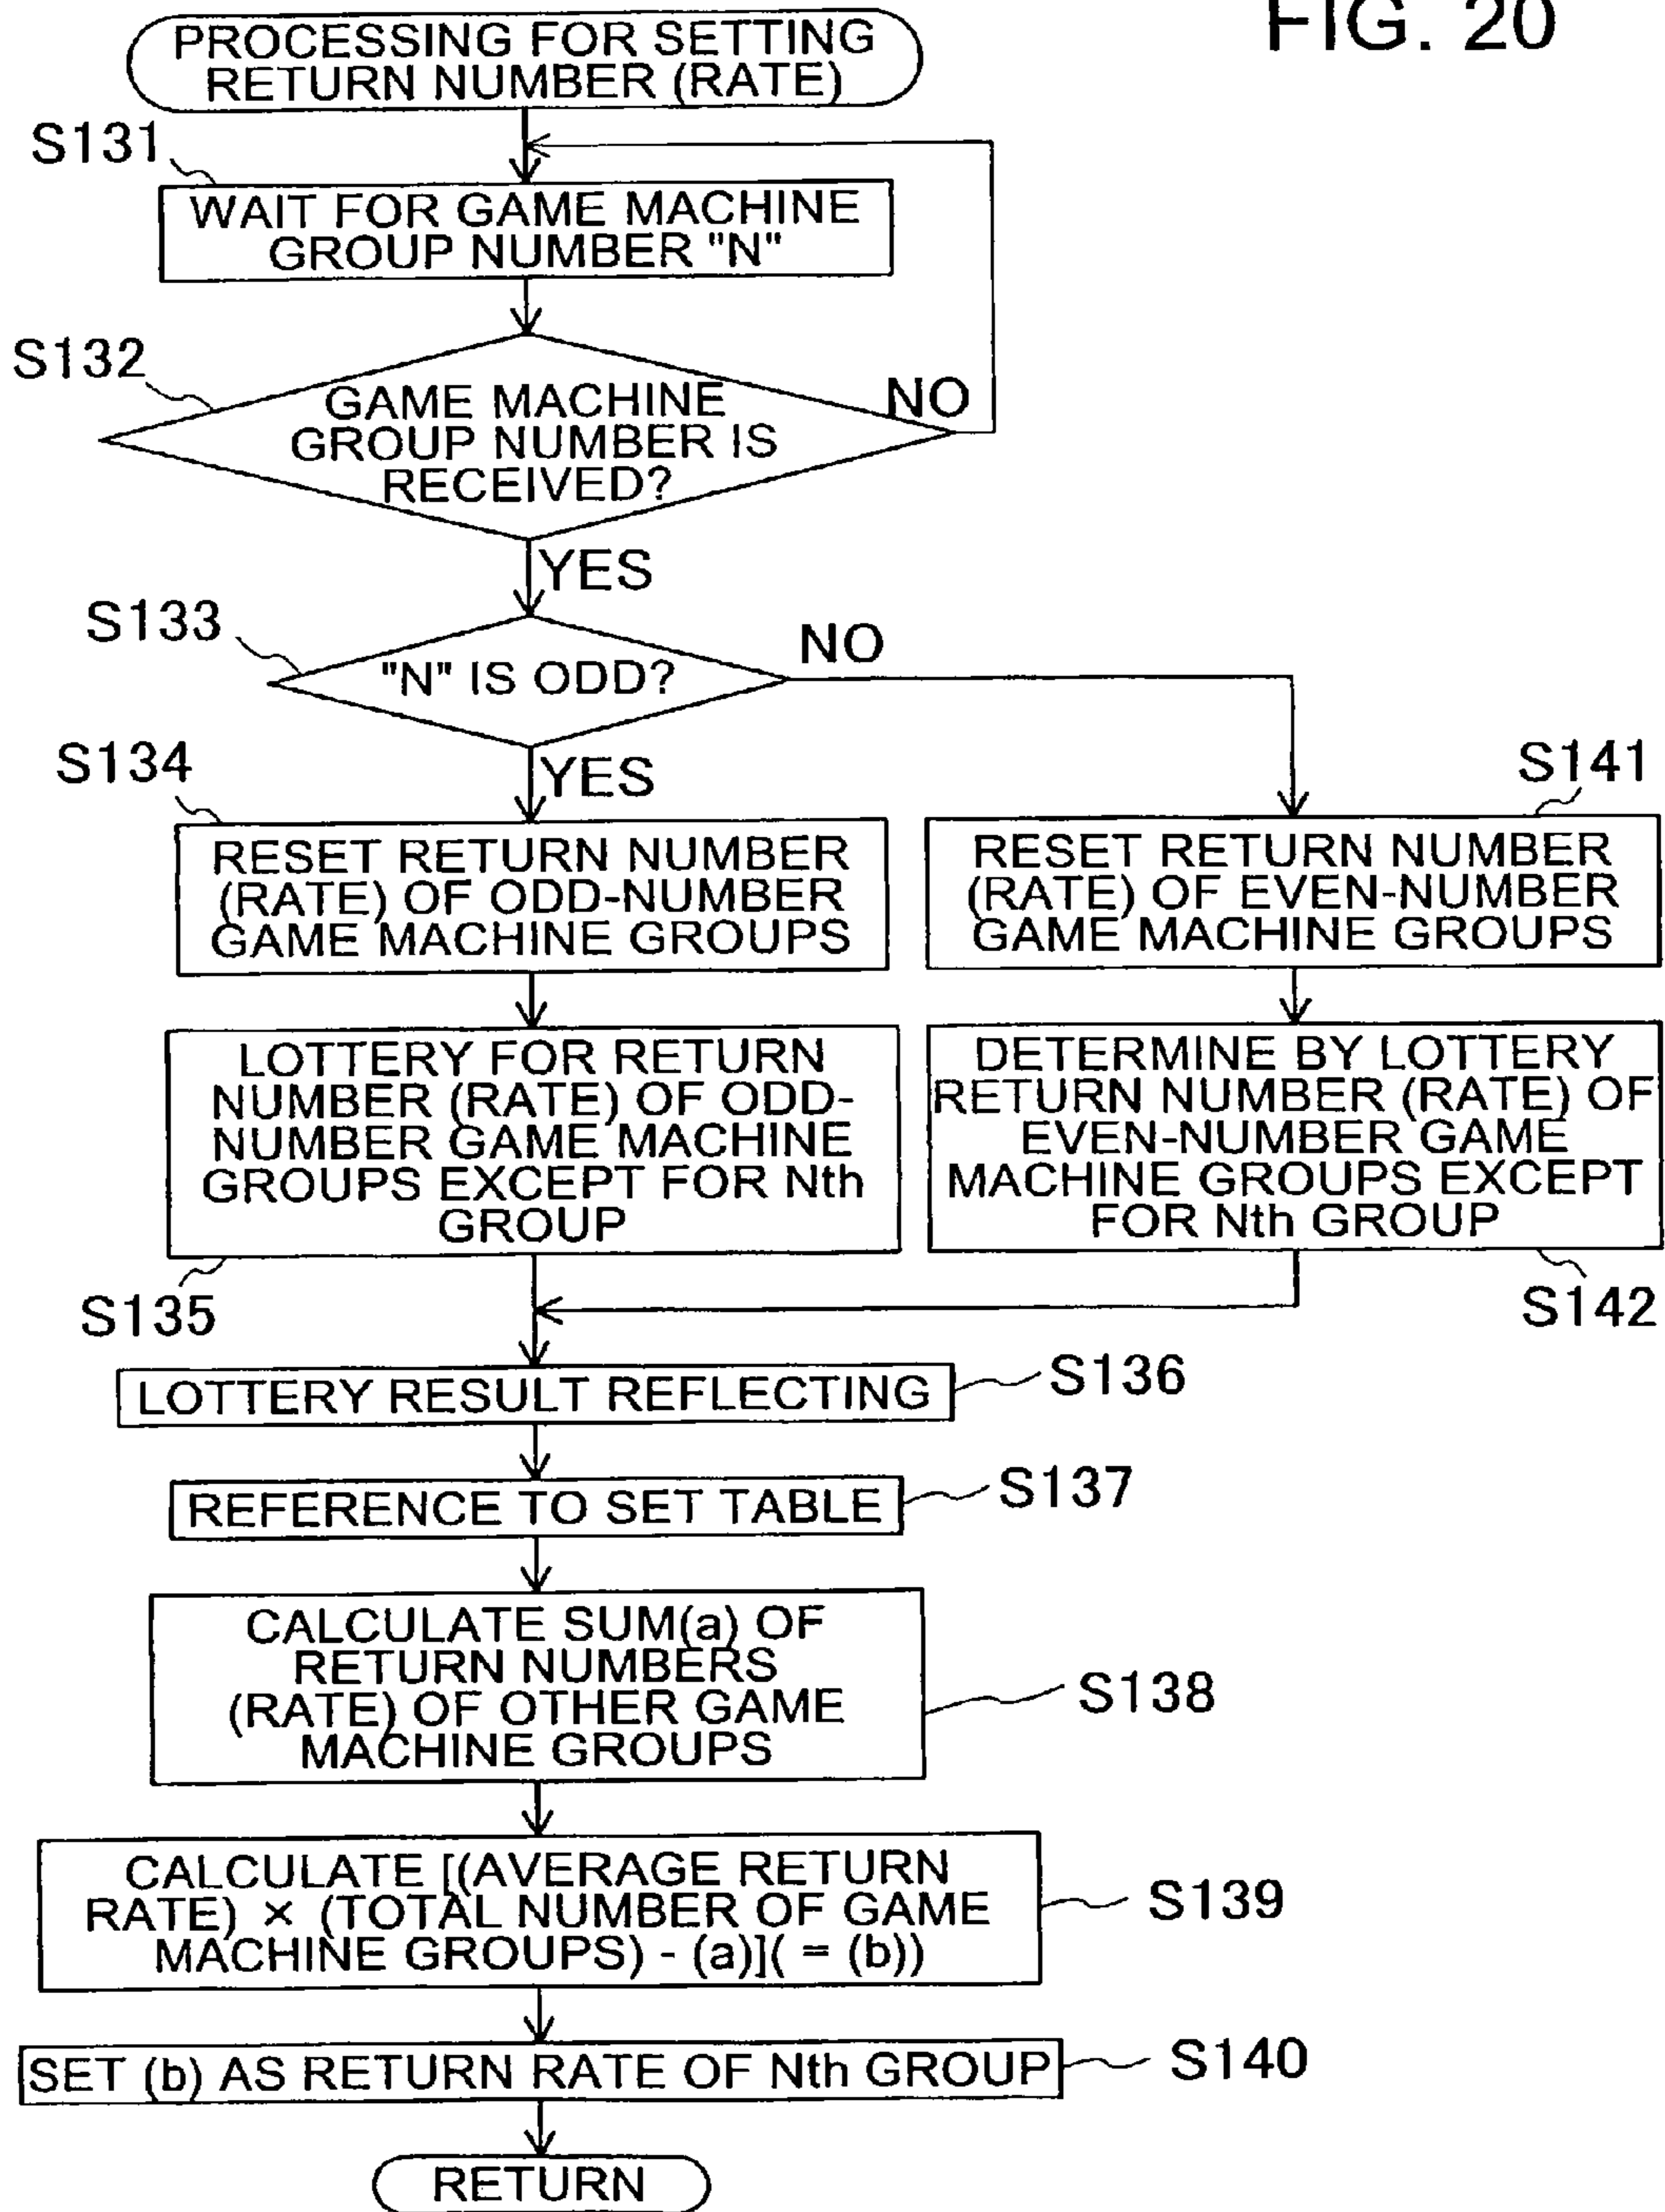 FIG. 20
PROCESSING FOR SETTING
RETURN NUMBER (RATE)
S131
WAIT FOR GAME MACHINE
GROUP NUMBER "N"
S132
GAME MACHINE
GROUP NUMBER IS
RECEIVED?
NO
YES
S133
"N" IS ODD?
NO
YES
S134
RESET RETURN NUMBER
(RATE) OF ODD-NUMBER
GAME MACHINE GROUPS
S141
RESET RETURN NUMBER
(RATE) OF EVEN-NUMBER
GAME MACHINE GROUPS
LOTTERY FOR RETURN
NUMBER (RATE) OF ODD-
NUMBER GAME MACHINE
GROUPS EXCEPT FOR Nth
GROUP
S135
DETERMINE BY LOTTERY
RETURN NUMBER (RATE) OF
EVEN-NUMBER GAME
MACHINE GROUPS EXCEPT
FOR Nth GROUP
S142
LOTTERY RESULT REFLECTING
S136
REFERENCE TO SET TABLE
S137
CALCULATE SUM(a) OF
RETURN NUMBERS
(RATE) OF OTHER GAME
MACHINE GROUPS
S138
CALCULATE [(AVERAGE RETURN
RATE) × (TOTAL NUMBER OF GAME
MACHINE GROUPS) - (a)]( = (b))
S139
SET (b) AS RETURN RATE OF Nth GROUP
S140
RETURN